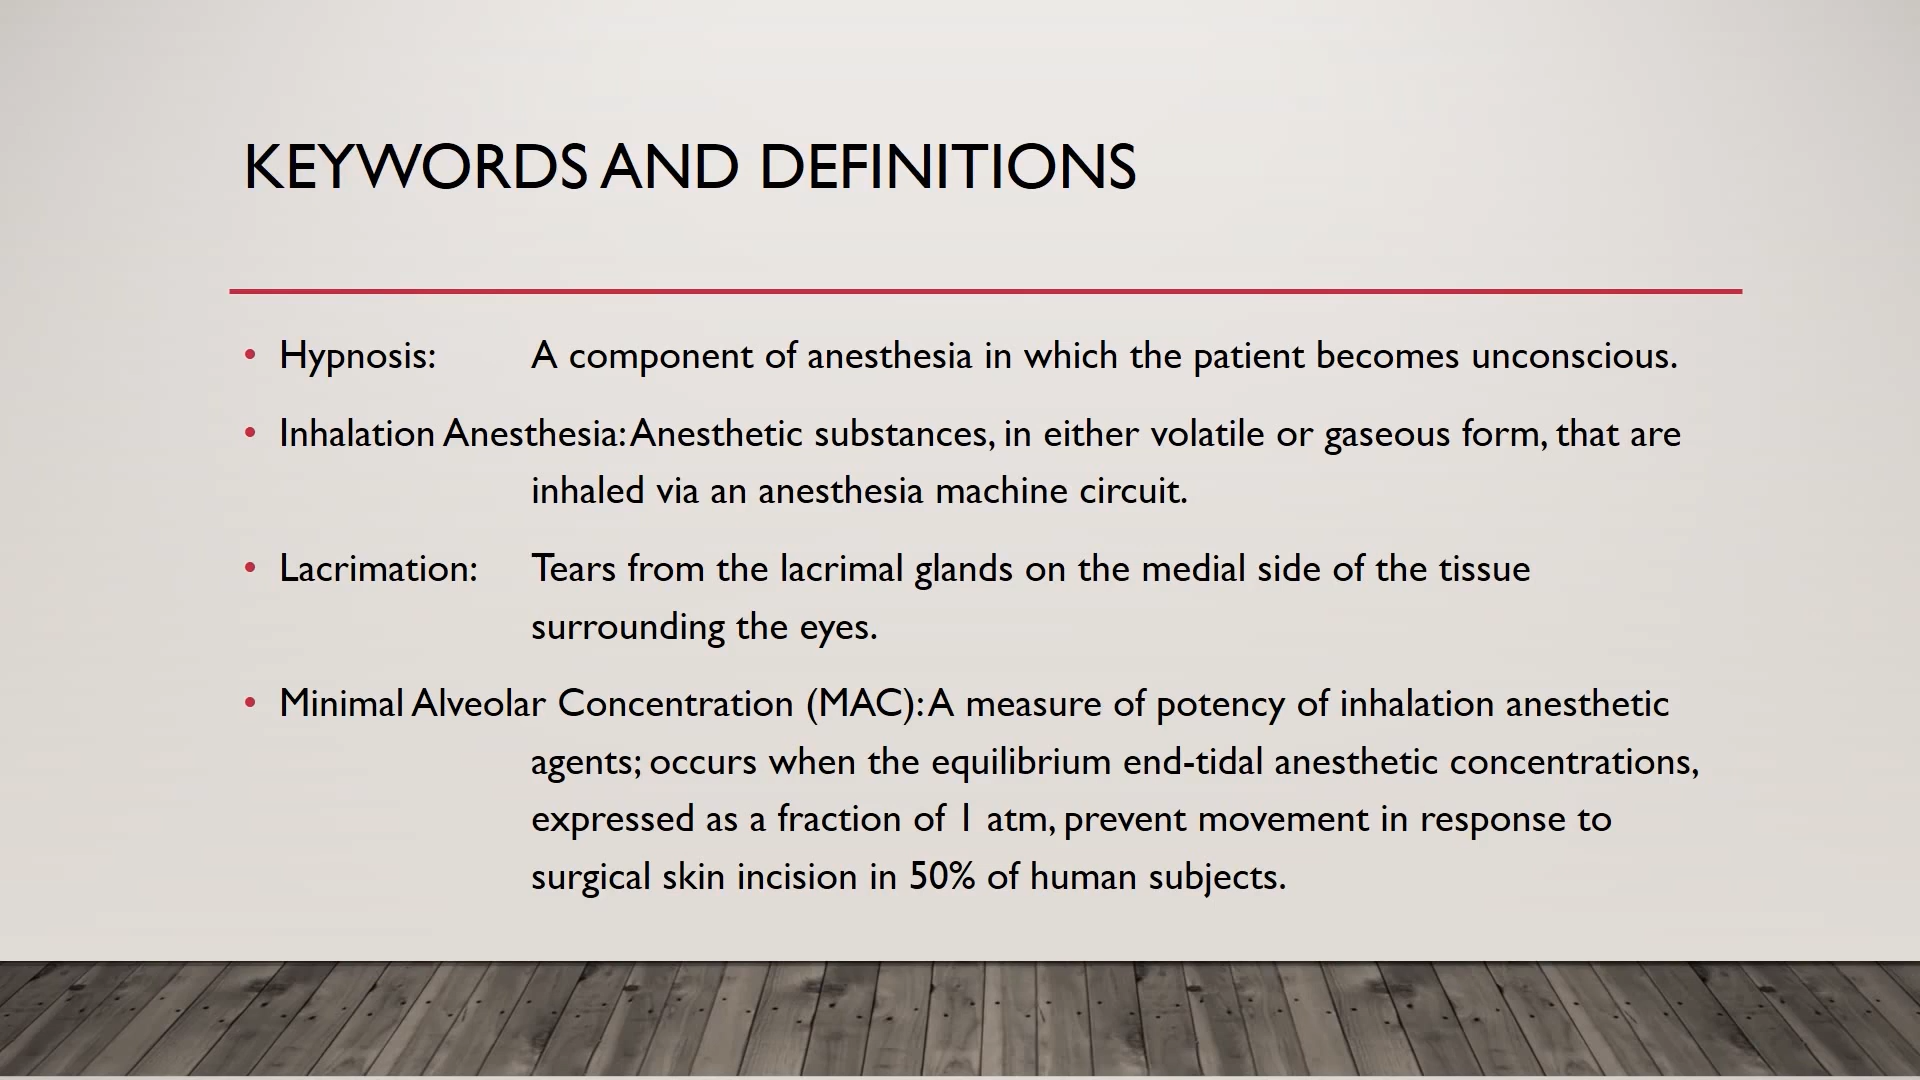 KEYWORDS AND DEFINITIONS
• Hypnosis: A component of anesthesia in which the patient becomes unconscious.
• Inhalation Anesthesia: Anesthetic substances, in either volatile or gaseous form, that are
inhaled via an anesthesia machine circuit.
• Lacrimation: Tears from the lacrimal glands on the medial side of the tissue
surrounding the eyes.
• Minimal Alveolar Concentration (MAC): A measure of potency of inhalation anesthetic
agents; occurs when the equilibrium end-tidal anesthetic concentrations,
expressed as a fraction of 1 atm, prevent movement in response to
surgical skin incision in 50% of human subjects.